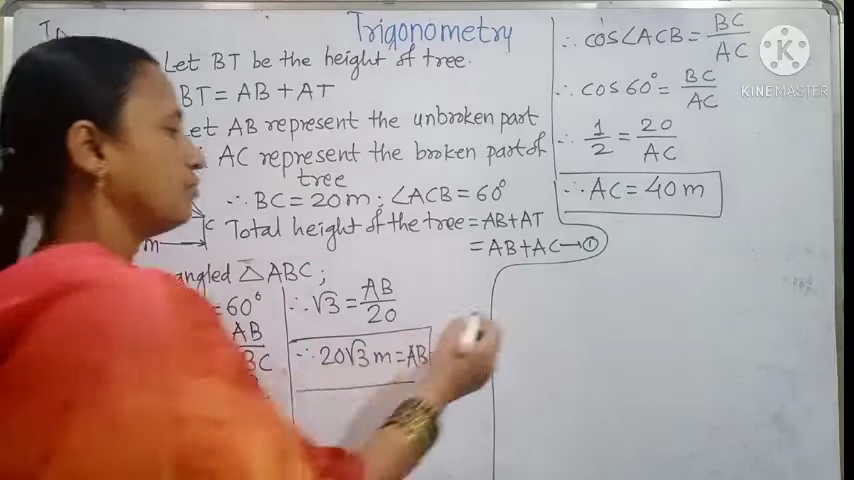 Trigonometry
Let BT be the height of tree.
BT = AB + AT
Let AB represent the unbroken part
AC represent the broken part of
tree
∴ BC = 20 m ; ∠ACB = 60°
Total height of the tree = AB + AT
= AB + AC → ①
C
m
angled △ABC ;
= 60°
AB
BC
∴ √3 = AB/20
∴ 20√3 m = AB
∴ cos∠ACB = BC/AC
∴ cos 60° = BC/AC
∴ 1/2 = 20/AC
∴ AC = 40 m
K
KINEMASTER